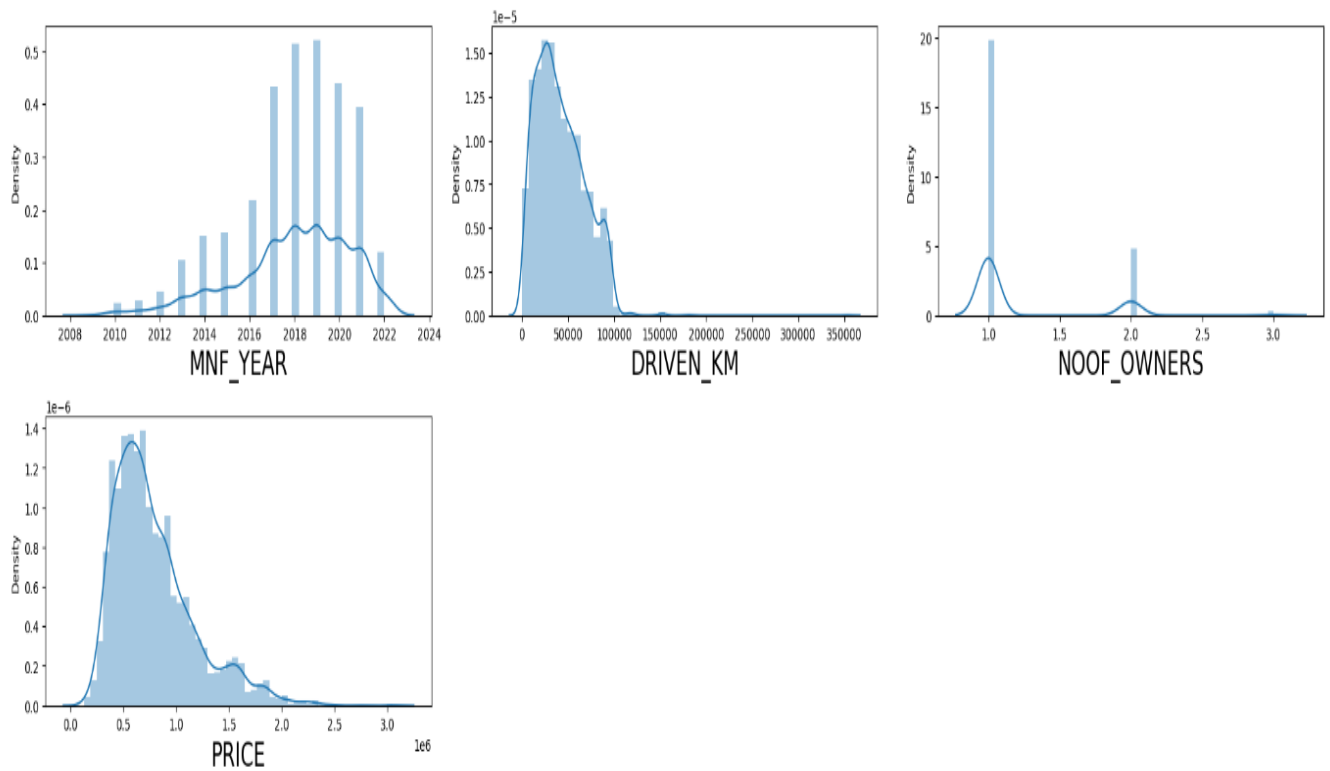 0.5
0.4
0.3
0.2
0.1
0.0
Density
2008 2010 2012 2014 2016 2018 2020 2022 2024
MNF_YEAR
1e−5
1.50
1.25
1.00
0.75
0.50
0.25
0.00
Density
0 50000 100000 150000 200000 250000 300000 350000
DRIVEN_KM
20
15
10
5
0
Density
1.0 1.5 2.0 2.5 3.0
NOOF_OWNERS
1e−6
1.4
1.2
1.0
0.8
0.6
0.4
0.2
0.0
Density
0.0 0.5 1.0 1.5 2.0 2.5 3.0
1e6
PRICE